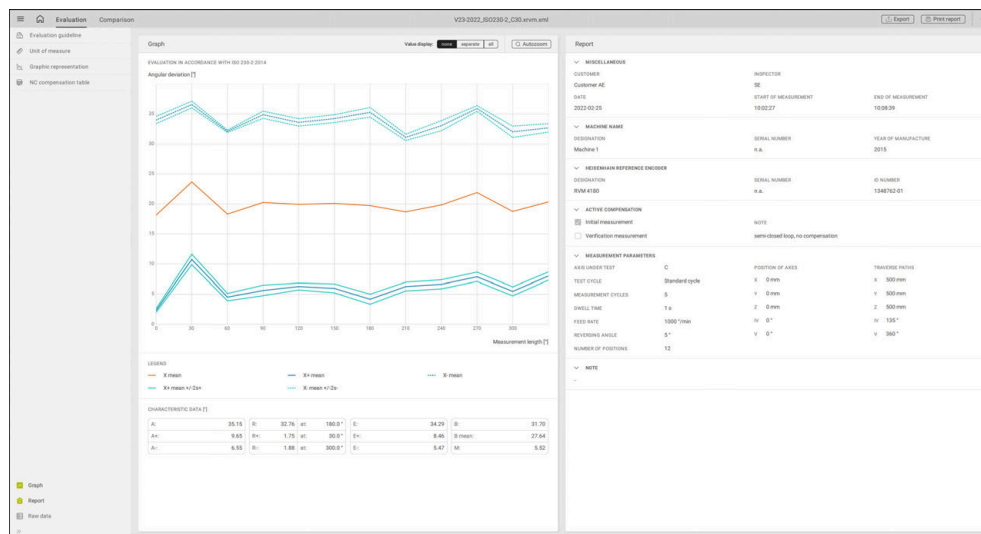 Evaluation Comparison V23-2022_ISO230-2_C30.srvm.xml Export Print report
Evaluation guideline
Unit of measure
Graphic representation
NC compensation table
Graph Value display: none separate all Autozoom
EVALUATION IN ACCORDANCE WITH ISO 230-2:2014
Angular deviation ["]
35
30
25
20
15
10
5
0
0 30 60 90 120 150 180 210 240 270 300
Measurement length [°]
LEGEND
X mean X+ mean X- mean
X+ mean +/-2s+ X- mean +/-2s-
CHARACTERISTIC DATA ["]
A: 35.15 R: 32.76 at: 180.0 ° E: 34.29 B: 31.70
A+: 9.65 R+: 1.75 at: 30.0 ° E+: 8.46 B mean: 27.64
A-: 6.55 R-: 1.88 at: 300.0 ° E-: 5.47 M: 5.52
Report
MISCELLANEOUS
CUSTOMER INSPECTOR
Customer AE SE
DATE START OF MEASUREMENT END OF MEASUREMENT
2022-02-25 10:02:27 10:08:39
MACHINE NAME
DESIGNATION SERIAL NUMBER YEAR OF MANUFACTURE
Machine 1 n.a. 2015
HEIDENHAIN REFERENCE ENCODER
DESIGNATION SERIAL NUMBER ID NUMBER
RVM 4180 n.a. 1348762-01
ACTIVE COMPENSATION
Initial measurement NOTE
Verification measurement semi-closed loop, no compensation
MEASUREMENT PARAMETERS
AXIS UNDER TEST C POSITION OF AXES TRAVERSE PATHS
TEST CYCLE Standard cycle X 0 mm X 500 mm
MEASUREMENT CYCLES 5 Y 0 mm Y 500 mm
DWELL TIME 1 s Z 0 mm Z 500 mm
FEED RATE 1000 °/min IV 0 ° IV 135 °
REVERSING ANGLE 5 ° V 0 ° V 360 °
NUMBER OF POSITIONS 12
NOTE
-
Graph
Report
Raw data